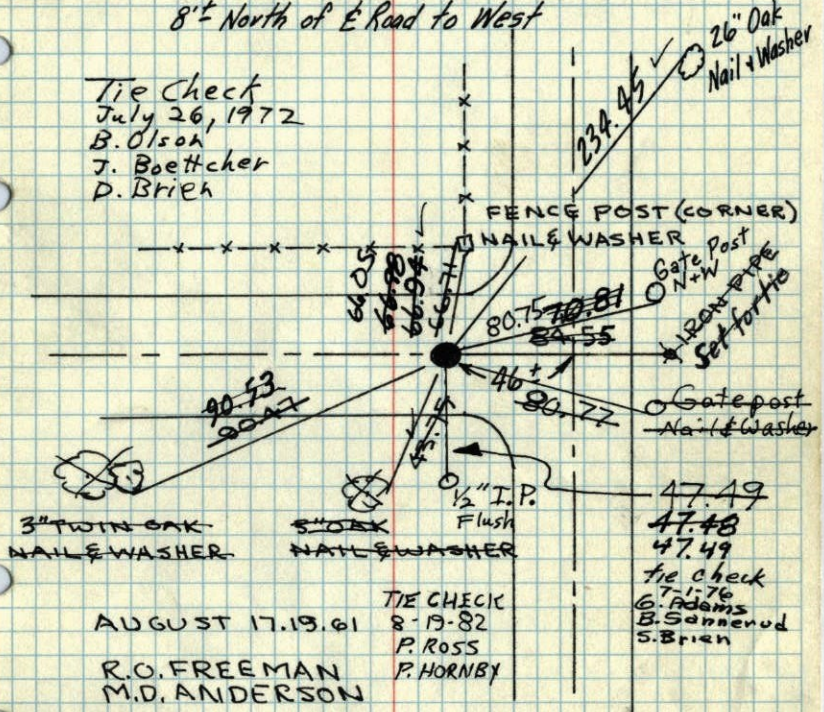 8'± North of ℄ Road to West
26" Oak
Nail & Washer
Tie Check
July 26, 1972
B. Olson
J. Boettcher
D. Brien
234.45 ✓
FENCE POST (CORNER)
NAIL & WASHER
Gate Post
N+W
IRON PIPE
Set for tie
66.05
66.94 ✓
66.71
80.75 70.81
84.55
46±
80.77
Gatepost
Nail & Washer
90.53
90.47
1/2" I.P.
Flush
47.49
47.48
47.49
tie check
7-1-76
G. Adams
B. Sannerud
S. Brien
3" TWIN OAK
NAIL & WASHER
5" OAK
NAIL & WASHER
TIE CHECK
8-19-82
P. ROSS
P. HORNBY
AUGUST 17.19.61
R.O. FREEMAN
M.D. ANDERSON